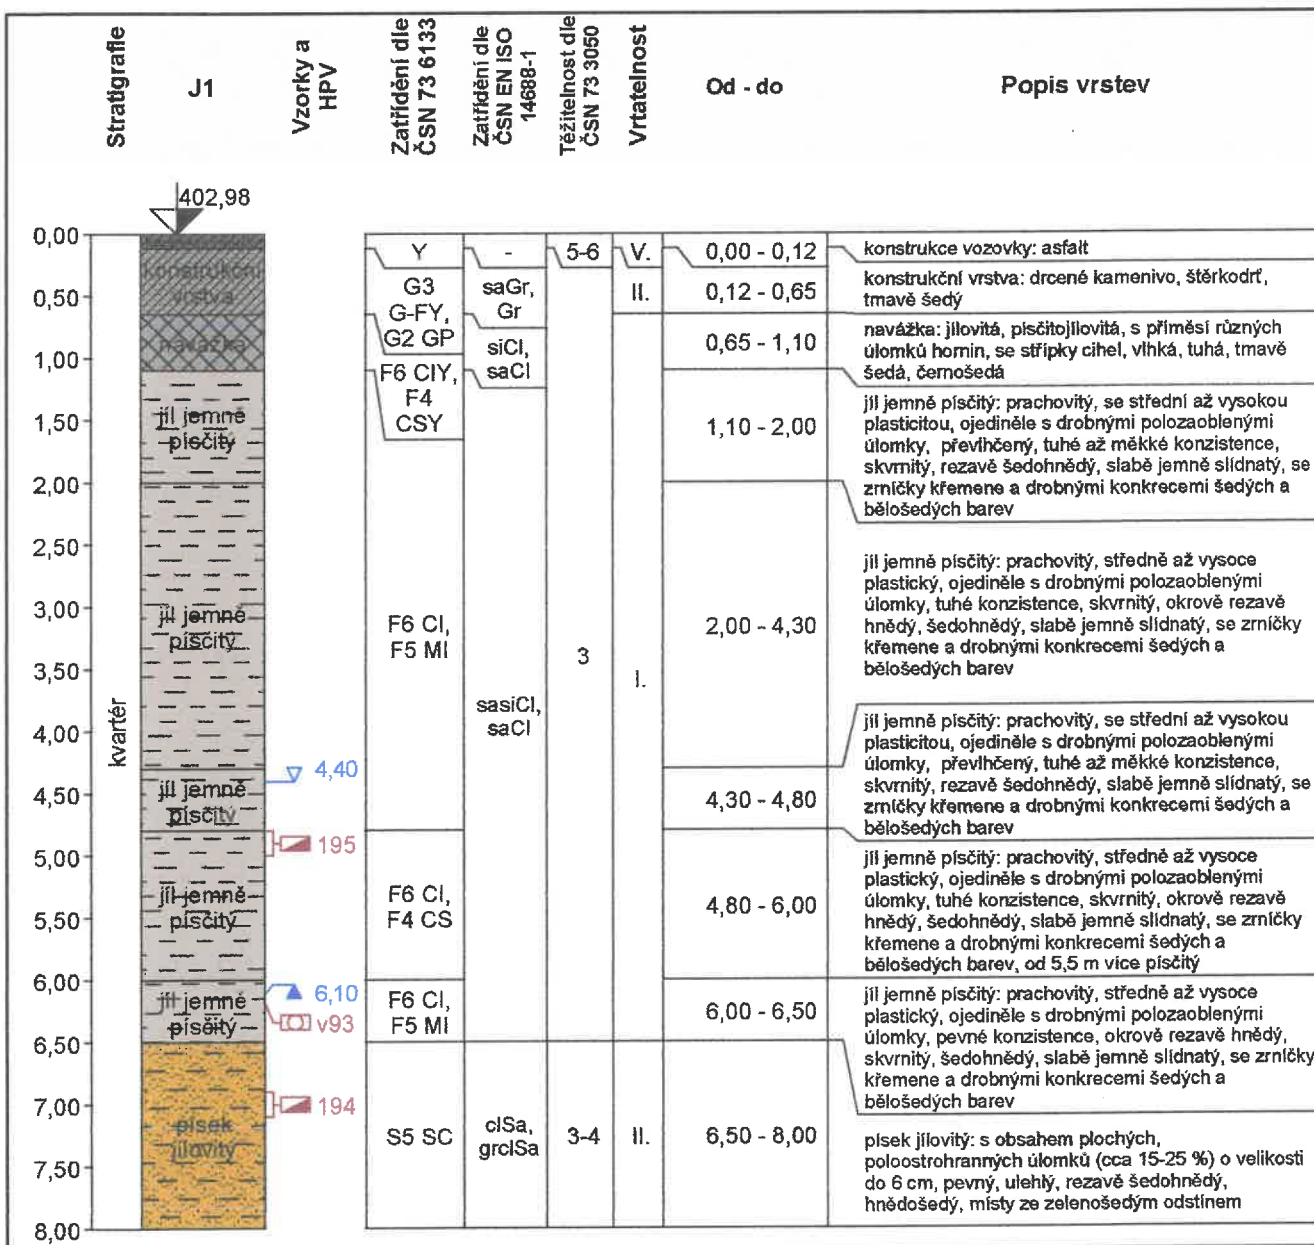 Stratigrafie
J1
Vzorky a
HPV
Zatřídění dle
ČSN 73 6133
Zatřídění dle
ČSN EN ISO
14688-1
Těžitelnost dle
ČSN 73 3050
Vrtatelnost
Od - do
Popis vrstev
402,98
0,00
0,50
1,00
1,50
2,00
2,50
3,00
3,50
4,00
4,50
5,00
5,50
6,00
6,50
7,00
7,50
8,00
kvartér
konstrukční
vrstva
navážka
jíl jemně
písčitý
jíl jemně
písčitý
jíl jemně
písčitý
jíl jemně
písčitý
jíl jemně
písčitý
písek
jílovitý
4,40
195
6,10
v93
194
Y
G3
G-FY,
G2 GP
F6 CIY,
F4
CSY
F6 CI,
F5 MI
F6 CI,
F4 CS
F6 CI,
F5 MI
S5 SC
-
saGr,
Gr
siCl,
saCl
sasiCl,
saCl
clSa,
grclSa
5-6
3
3-4
V.
II.
I.
II.
0,00 - 0,12
konstrukce vozovky: asfalt
0,12 - 0,65
konstrukční vrstva: drcené kamenivo, štěrkodrť,
tmavě šedý
0,65 - 1,10
navážka: jílovitá, písčitojílovitá, s příměsí různých
úlomků hornin, se střípky cihel, vlhká, tuhá, tmavě
šedá, černošedá
1,10 - 2,00
jíl jemně písčitý: prachovitý, se střední až vysokou
plasticitou, ojediněle s drobnými polozaoblenými
úlomky, převlhčený, tuhé až měkké konzistence,
skvrnitý, rezavě šedohnědý, slabě jemně slídnatý, se
zrníčky křemene a drobnými konkrecemi šedých a
bělošedých barev
2,00 - 4,30
jíl jemně písčitý: prachovitý, středně až vysoce
plastický, ojediněle s drobnými polozaoblenými
úlomky, tuhé konzistence, skvrnitý, okrově rezavě
hnědý, šedohnědý, slabě jemně slídnatý, se zrníčky
křemene a drobnými konkrecemi šedých a
bělošedých barev
4,30 - 4,80
jíl jemně písčitý: prachovitý, se střední až vysokou
plasticitou, ojediněle s drobnými polozaoblenými
úlomky, převlhčený, tuhé až měkké konzistence,
skvrnitý, rezavě šedohnědý, slabě jemně slídnatý, se
zrníčky křemene a drobnými konkrecemi šedých a
bělošedých barev
4,80 - 6,00
jíl jemně písčitý: prachovitý, středně až vysoce
plastický, ojediněle s drobnými polozaoblenými
úlomky, tuhé konzistence, skvrnitý, okrově rezavě
hnědý, šedohnědý, slabě jemně slídnatý, se zrníčky
křemene a drobnými konkrecemi šedých a
bělošedých barev, od 5,5 m více písčitý
6,00 - 6,50
jíl jemně písčitý: prachovitý, středně až vysoce
plastický, ojediněle s drobnými polozaoblenými
úlomky, pevné konzistence, okrově rezavě hnědý,
skvrnitý, šedohnědý, slabě jemně slídnatý, se zrníčky
křemene a drobnými konkrecemi šedých a
bělošedých barev
6,50 - 8,00
písek jílovitý: s obsahem plochých,
poloostrohranných úlomků (cca 15-25 %) o velikosti
do 6 cm, pevný, ulehlý, rezavě šedohnědý,
hnědošedý, místy ze zelenošedým odstínem